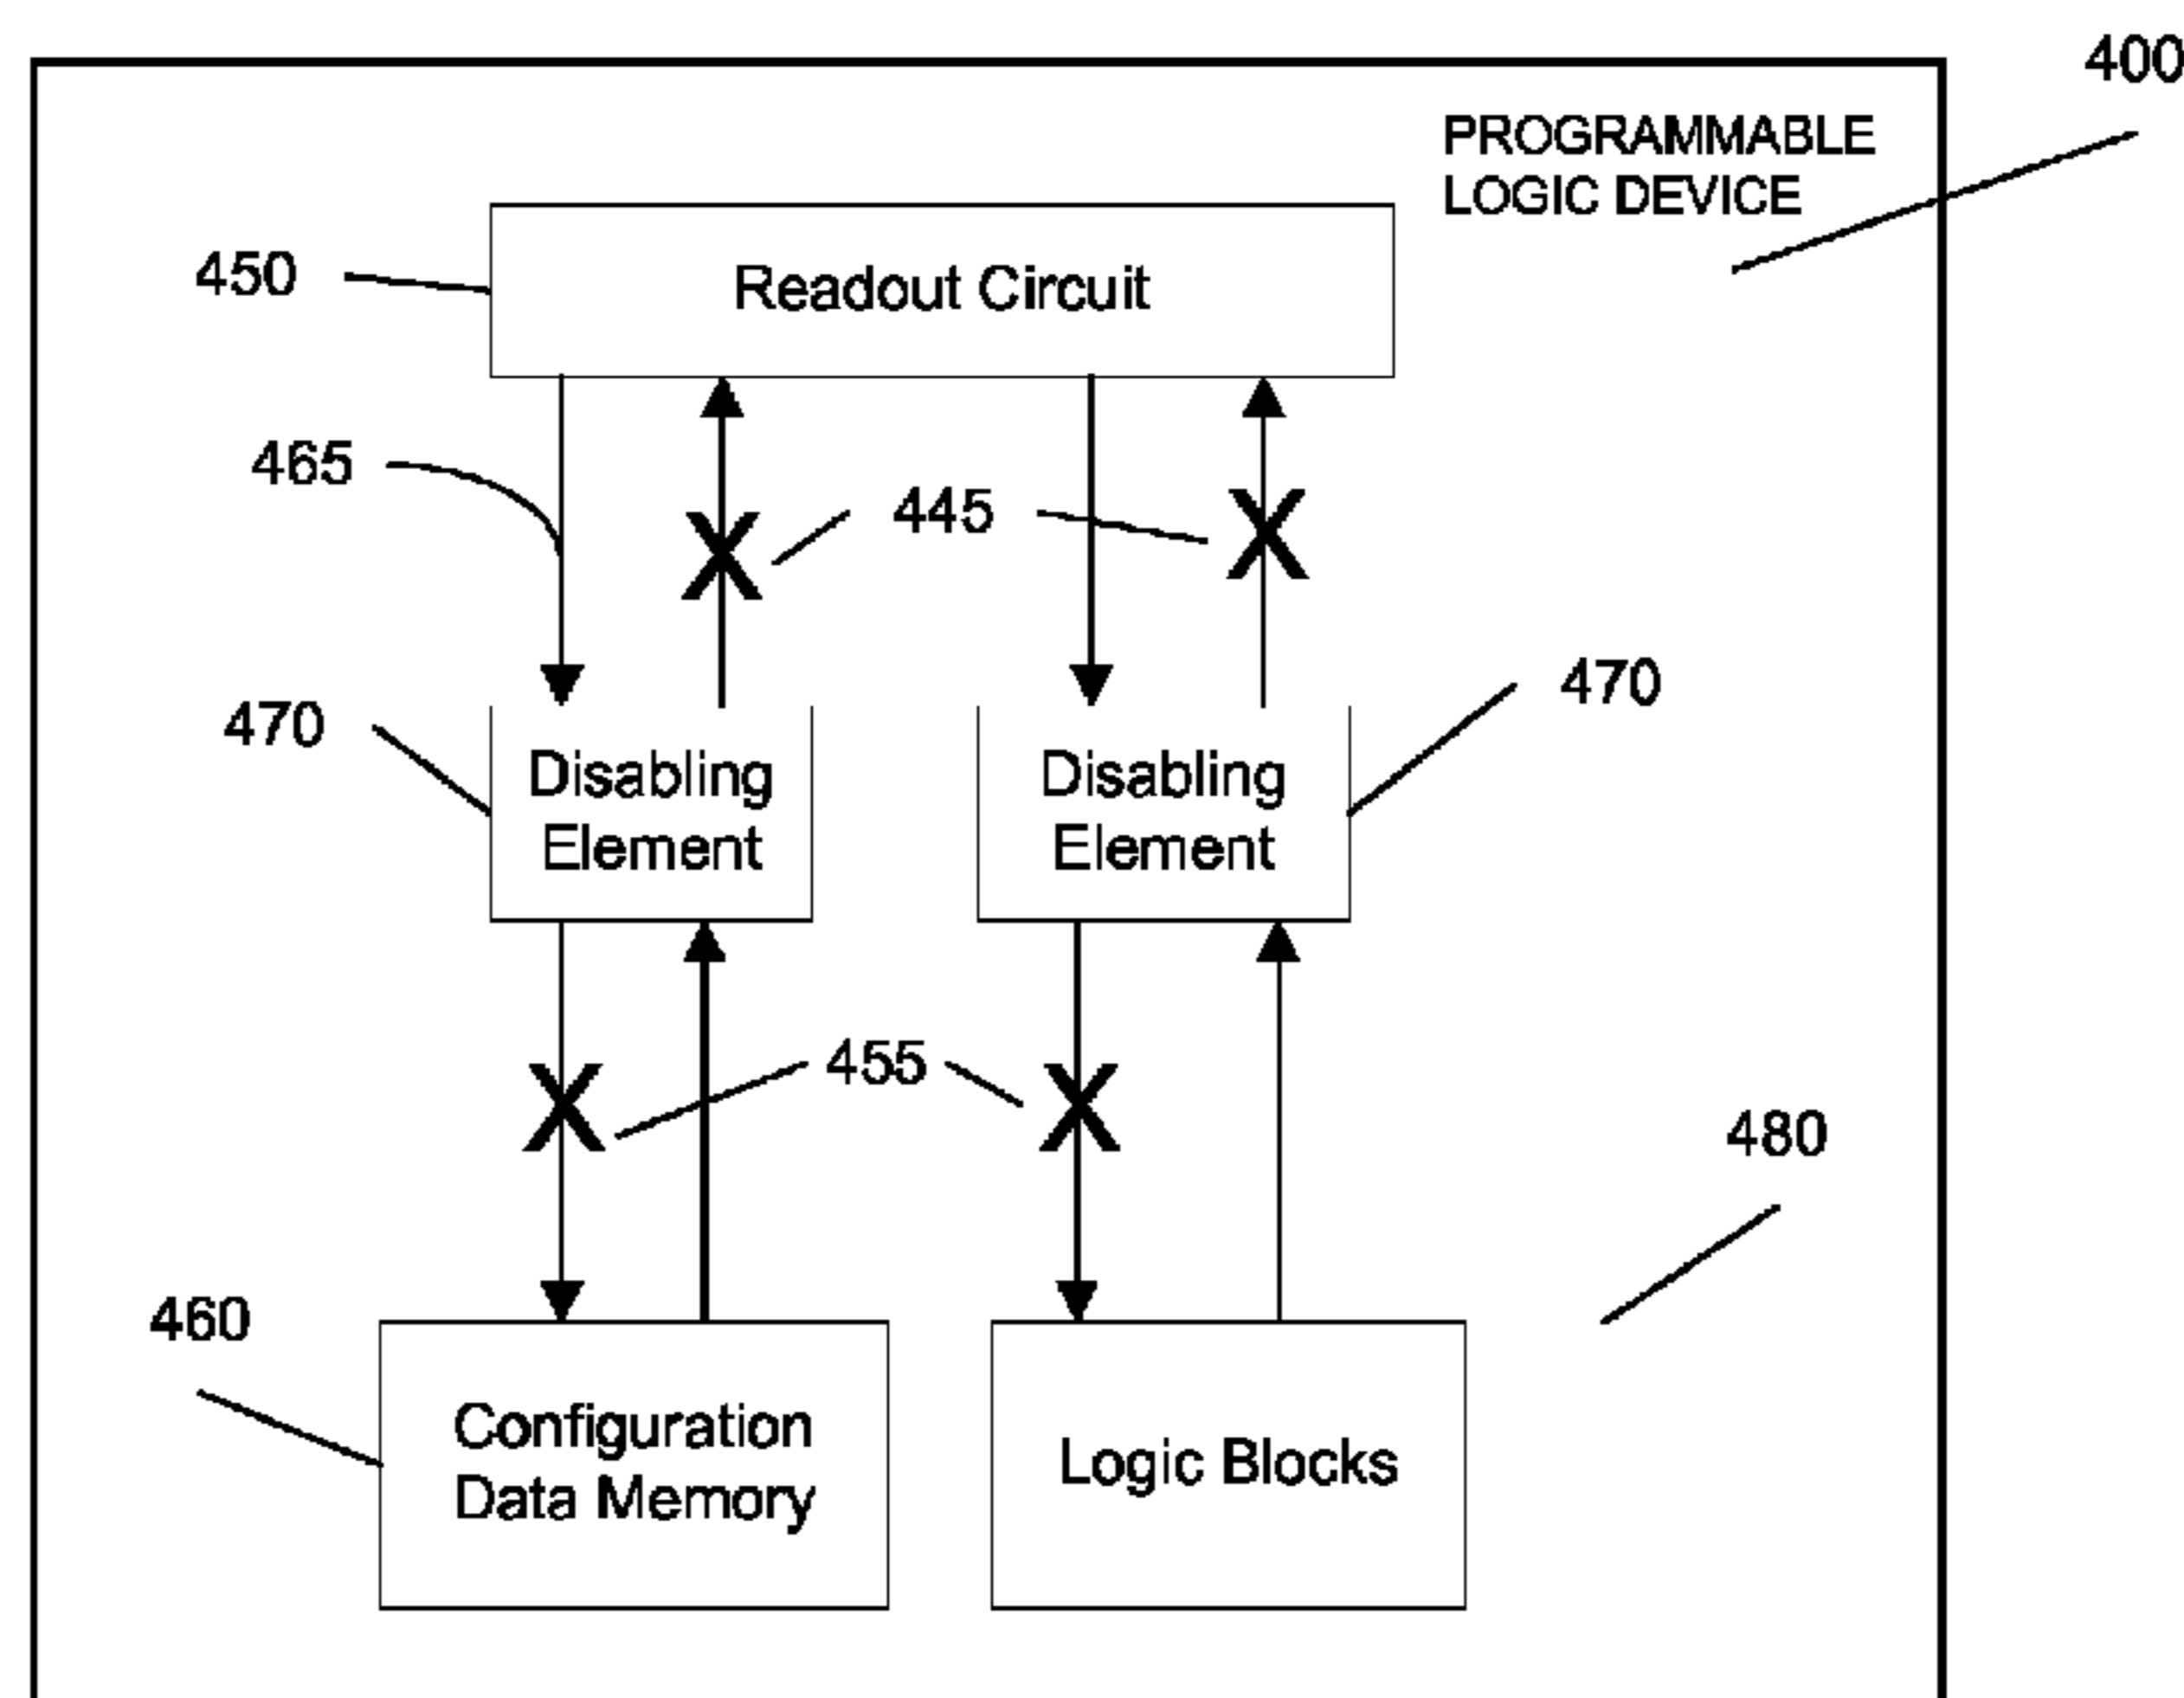 400
PROGRAMMABLE
LOGIC DEVICE
450
Readout Circuit
465
445
470
Disabling
Element
Disabling
Element
470
455
480
460
Configuration
Data Memory
Logic Blocks